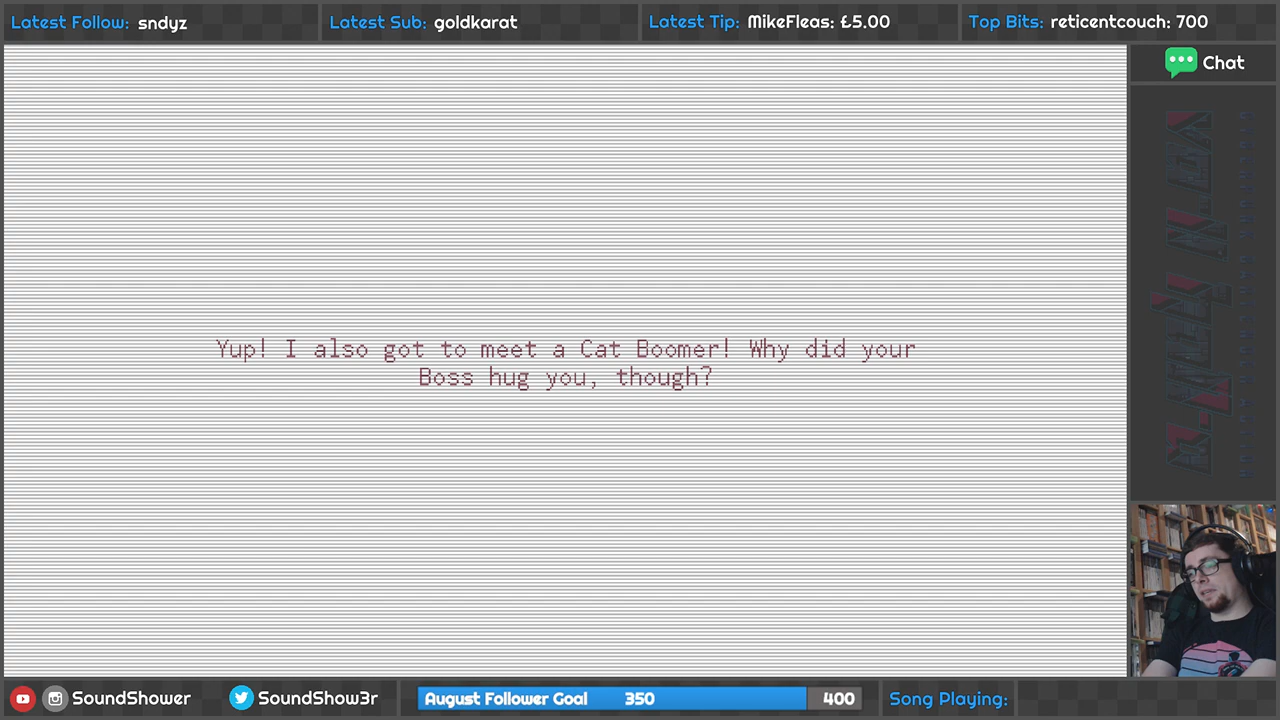 Latest Follow: sndyz
Latest Sub: goldkarat
Latest Tip: MikeFleas: £5.00
Top Bits: reticentcouch: 700
Chat
Yup! I also got to meet a Cat Boomer! Why did your
Boss hug you, though?
SoundShower
SoundShow3r
August Follower Goal 350 400
Song Playing: